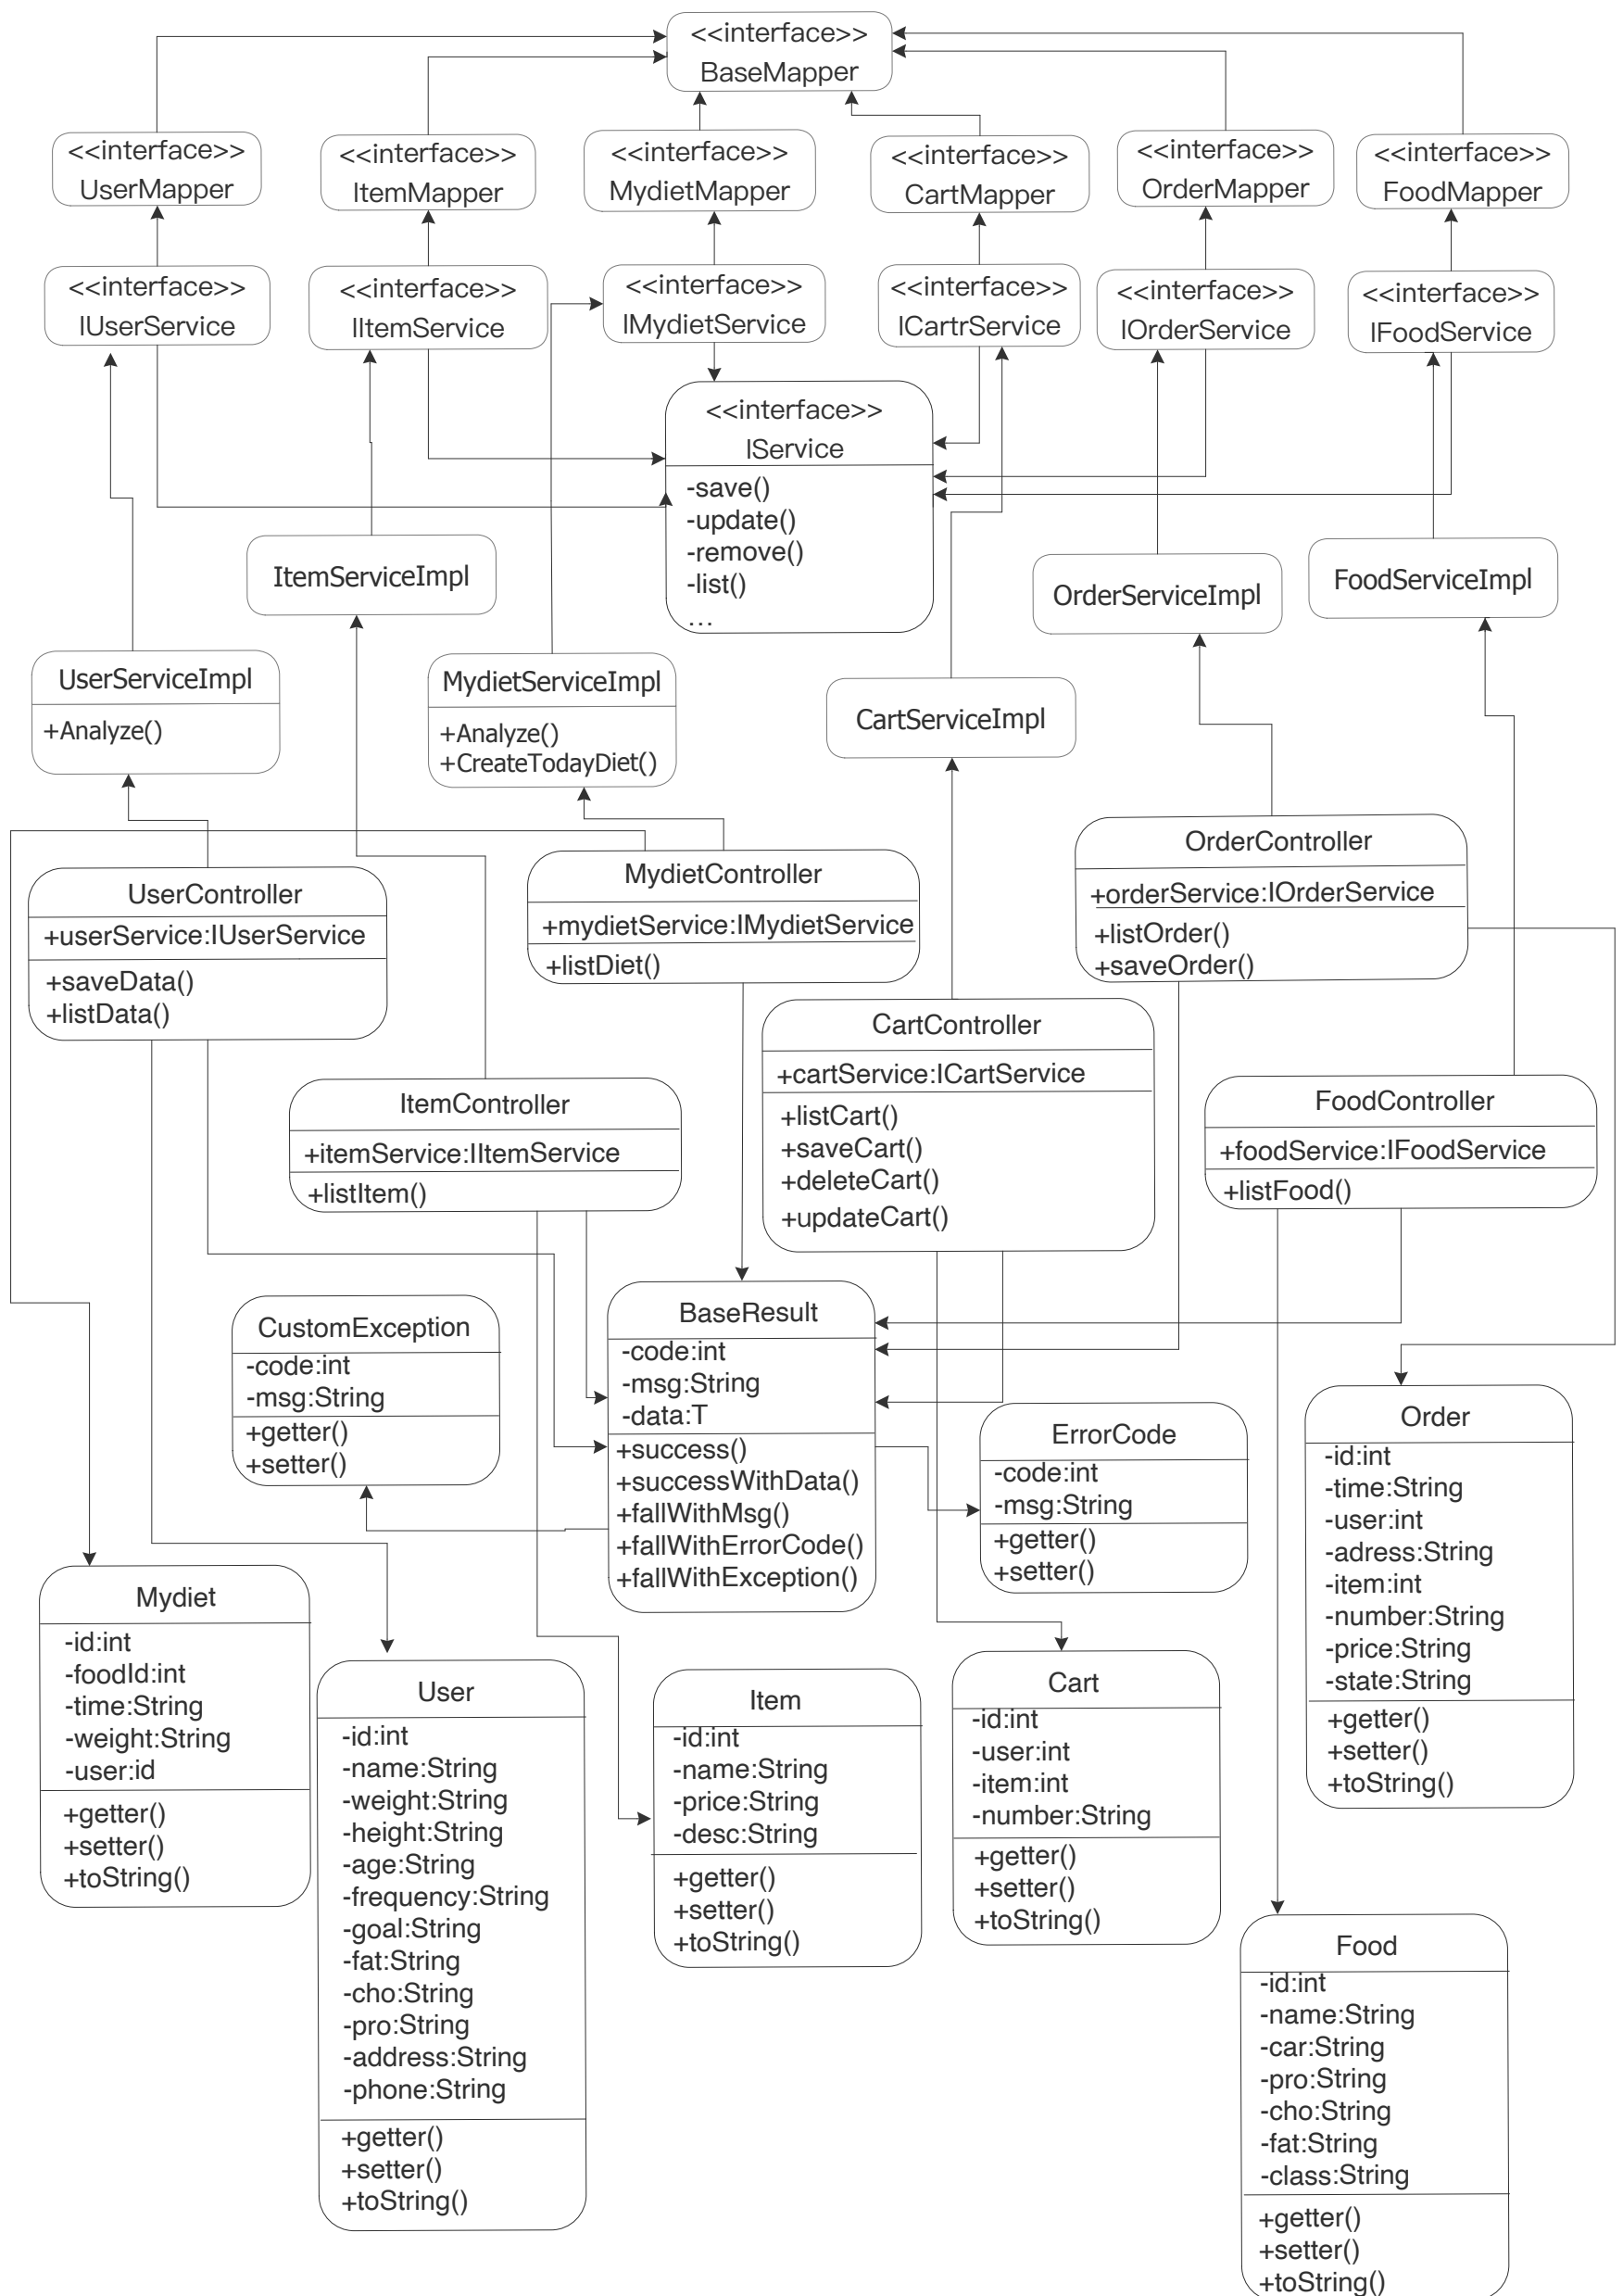 <<interface>>
BaseMapper
<<interface>>
UserMapper
<<interface>>
ItemMapper
<<interface>>
MydietMapper
<<interface>>
CartMapper
<<interface>>
OrderMapper
<<interface>>
FoodMapper
<<interface>>
IUserService
<<interface>>
IItemService
<<interface>>
IMydietService
<<interface>>
ICartrService
<<interface>>
IOrderService
<<interface>>
IFoodService
<<interface>>
IService
-save()
-update()
-remove()
-list()
...
ItemServiceImpl
OrderServiceImpl
FoodServiceImpl
UserServiceImpl
+Analyze()
MydietServiceImpl
+Analyze()
+CreateTodayDiet()
CartServiceImpl
UserController
+userService:IUserService
+saveData()
+listData()
MydietController
+mydietService:IMydietService
+listDiet()
OrderController
+orderService:IOrderService
+listOrder()
+saveOrder()
ItemController
+itemService:IItemService
+listItem()
CartController
+cartService:ICartService
+listCart()
+saveCart()
+deleteCart()
+updateCart()
FoodController
+foodService:IFoodService
+listFood()
CustomException
-code:int
-msg:String
+getter()
+setter()
BaseResult
-code:int
-msg:String
-data:T
+success()
+successWithData()
+fallWithMsg()
+fallWithErrorCode()
+fallWithException()
ErrorCode
-code:int
-msg:String
+getter()
+setter()
Order
-id:int
-time:String
-user:int
-adress:String
-item:int
-number:String
-price:String
-state:String
+getter()
+setter()
+toString()
Mydiet
-id:int
-foodId:int
-time:String
-weight:String
-user:id
+getter()
+setter()
+toString()
User
-id:int
-name:String
-weight:String
-height:String
-age:String
-frequency:String
-goal:String
-fat:String
-cho:String
-pro:String
-address:String
-phone:String
+getter()
+setter()
+toString()
Item
-id:int
-name:String
-price:String
-desc:String
+getter()
+setter()
+toString()
Cart
-id:int
-user:int
-item:int
-number:String
+getter()
+setter()
+toString()
Food
-id:int
-name:String
-car:String
-pro:String
-cho:String
-fat:String
-class:String
+getter()
+setter()
+toString()